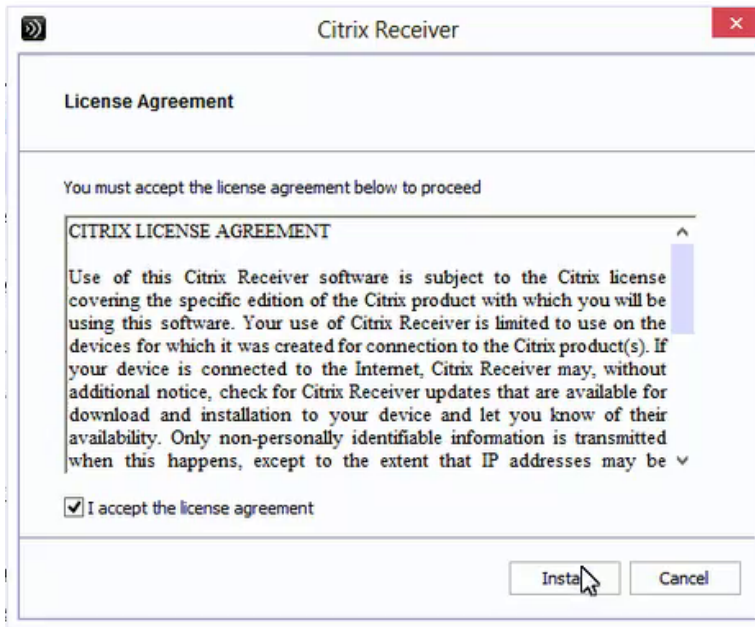 Citrix Receiver
License Agreement
You must accept the license agreement below to proceed
CITRIX LICENSE AGREEMENT
Use of this Citrix Receiver software is subject to the Citrix license
covering the specific edition of the Citrix product with which you will be
using this software. Your use of Citrix Receiver is limited to use on the
devices for which it was created for connection to the Citrix product(s). If
your device is connected to the Internet, Citrix Receiver may, without
additional notice, check for Citrix Receiver updates that are available for
download and installation to your device and let you know of their
availability. Only non-personally identifiable information is transmitted
when this happens, except to the extent that IP addresses may be
I accept the license agreement
Install
Cancel